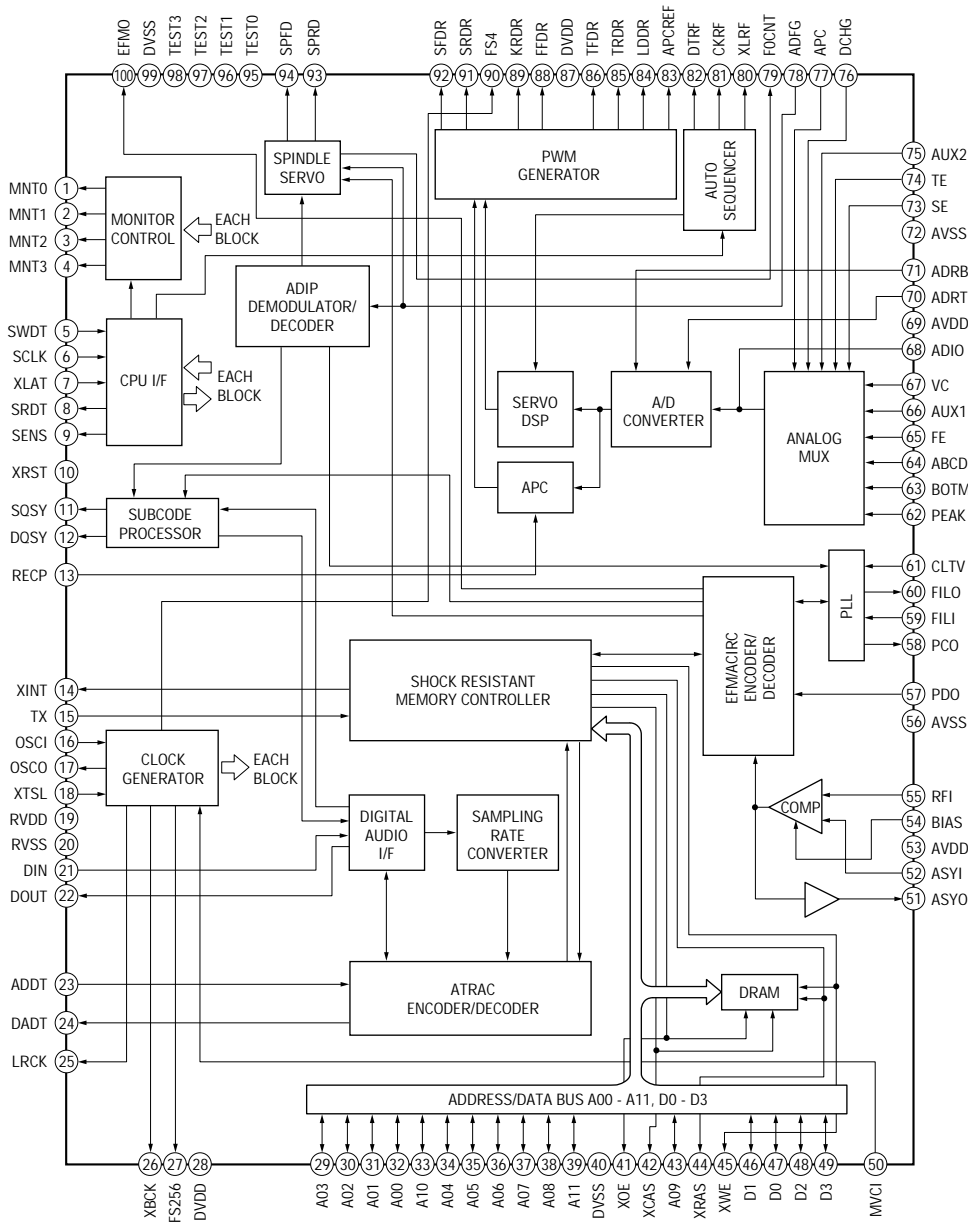 EFMO
DVSS
TEST3
TEST2
TEST1
TEST0
SPFD
SPRD
SFDR
SRDR
FS4
KRDR
FFDR
DVDD
TFDR
TRDR
LDDR
APCREF
DTRF
CKRF
XLRF
F0CNT
ADFG
APC
DCHG
100 99 98 97 96 95 94 93 92 91 90 89 88 87 86 85 84 83 82 81 80 79 78 77 76
MNT0 1
MNT1 2
MNT2 3
MNT3 4
SWDT 5
SCLK 6
XLAT 7
SRDT 8
SENS 9
XRST 10
SQSY 11
DQSY 12
RECP 13
XINT 14
TX 15
OSCI 16
OSCO 17
XTSL 18
RVDD 19
RVSS 20
DIN 21
DOUT 22
ADDT 23
DADT 24
LRCK 25
MONITOR
CONTROL
EACH
BLOCK
CPU I/F
EACH
BLOCK
SPINDLE
SERVO
ADIP
DEMODULATOR/
DECODER
SUBCODE
PROCESSOR
PWM
GENERATOR
AUTO
SEQUENCER
SERVO
DSP
A/D
CONVERTER
APC
ANALOG
MUX
PLL
EFM/ACIRC
ENCODER/
DECODER
SHOCK RESISTANT
MEMORY CONTROLLER
CLOCK
GENERATOR
EACH
BLOCK
DIGITAL
AUDIO
I/F
SAMPLING
RATE
CONVERTER
COMP
ATRAC
ENCODER/DECODER
DRAM
ADDRESS/DATA BUS A00 - A11, D0 - D3
75 AUX2
74 TE
73 SE
72 AVSS
71 ADRB
70 ADRT
69 AVDD
68 ADIO
67 VC
66 AUX1
65 FE
64 ABCD
63 BOTM
62 PEAK
61 CLTV
60 FILO
59 FILI
58 PCO
57 PDO
56 AVSS
55 RFI
54 BIAS
53 AVDD
52 ASYI
51 ASYO
26 27 28 29 30 31 32 33 34 35 36 37 38 39 40 41 42 43 44 45 46 47 48 49 50
XBCK
FS256
DVDD
A03
A02
A01
A00
A10
A04
A05
A06
A07
A08
A11
DVSS
XOE
XCAS
A09
XRAS
XWE
D1
D0
D2
D3
MVCI